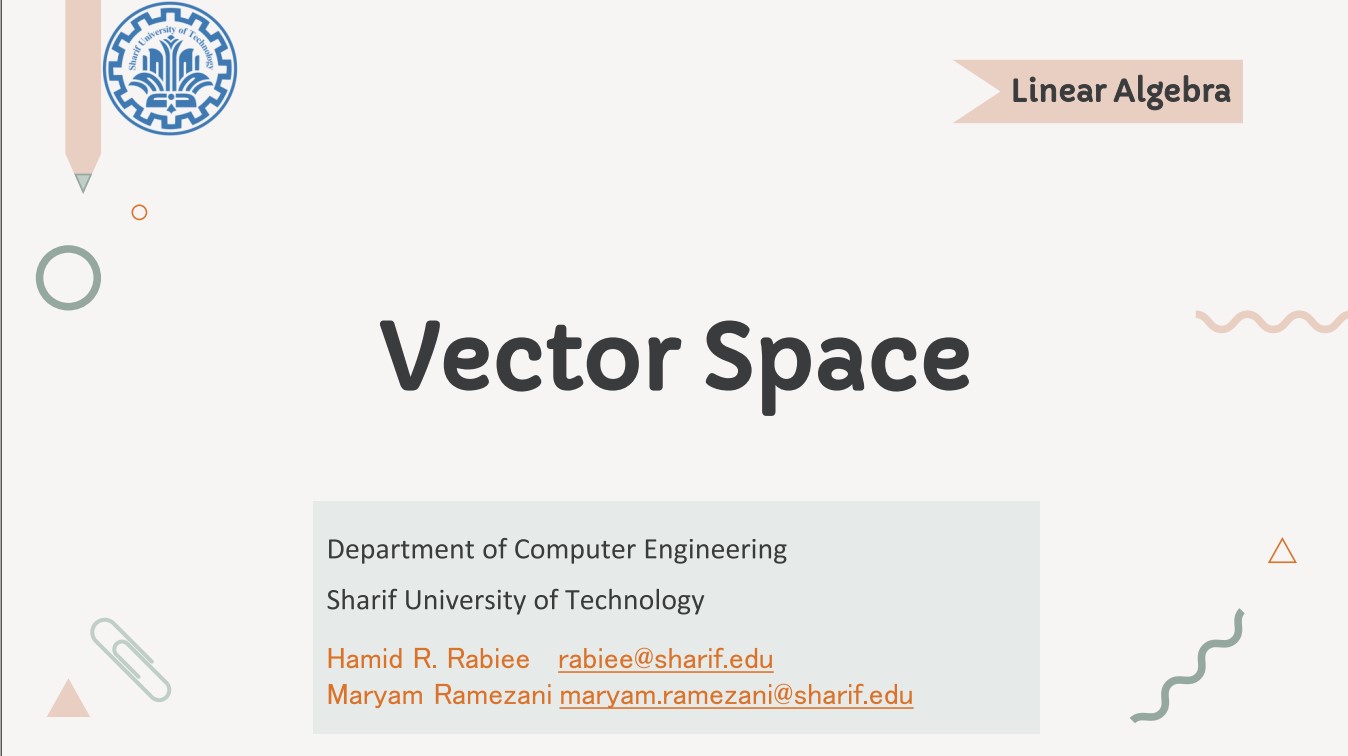 Sharif University of Technology
Linear Algebra
Vector Space
Department of Computer Engineering
Sharif University of Technology
Hamid R. Rabiee rabiee@sharif.edu
Maryam Ramezani maryam.ramezani@sharif.edu